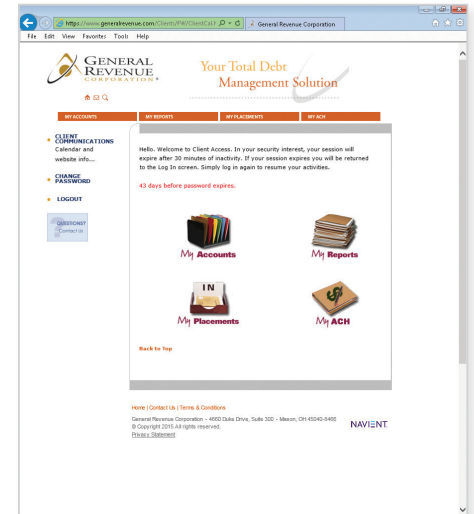 https://www.generalrevenue.com/Clients/PW/ClientCs1.f
General Revenue Corporation
File Edit View Favorites Tools Help
GENERAL
REVENUE
CORPORATION
Your Total Debt
Management Solution
MY ACCOUNTS MY REPORTS MY PLACEMENTS MY ACH
CLIENT
COMMUNICATIONS
Calendar and
website info...
CHANGE
PASSWORD
LOGOUT
QUESTIONS?
Contact Us
Hello. Welcome to Client Access. In your security interest, your session will
expire after 30 minutes of inactivity. If your session expires you will be returned
to the Log In screen. Simply log in again to resume your activities.
43 days before password expires.
My Accounts My Reports
IN
My Placements My ACH
Back to Top
Home | Contact Us | Terms & Conditions
General Revenue Corporation - 4660 Duke Drive, Suite 300 - Mason, OH 45040-8466
© Copyright 2015 All rights reserved.
Privacy Statement
NAVIENT.